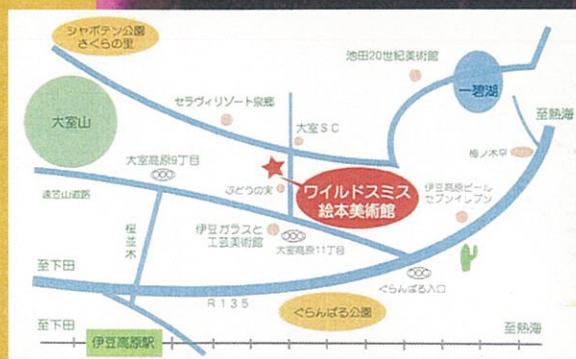 シャボテン公園
さくらの里
池田20世紀美術館
一碧湖
セラヴィリゾート泉郷
至熱海
大室山
大室SC
大室高原9丁目
梅ノ木平
ぶどうの実
ワイルドスミス
絵本美術館
伊豆高原ビール
セブンイレブン
遠笠山道路
桜並木
伊豆ガラスと
工芸美術館
大室高原11丁目
至下田
ぐらんぱる入口
R135
ぐらんぱる公園
至下田
至熱海
伊豆高原駅